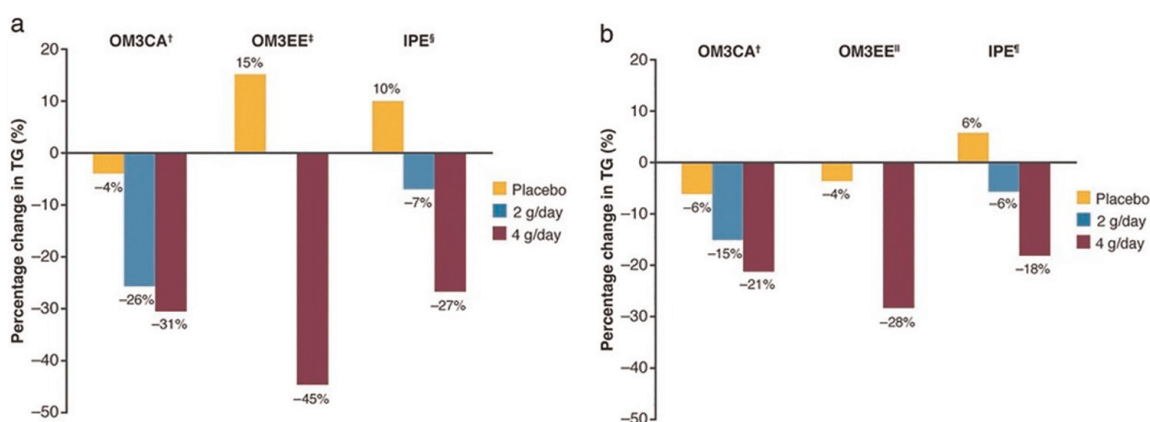 a
OM3CA† OM3EE‡ IPE§
Percentage change in TG (%)
20
10
0
−10
−20
−30
−40
−50
−4%
−26%
−31%
15%
−45%
10%
−7%
−27%
Placebo
2 g/day
4 g/day
b
OM3CA† OM3EE‖ IPE¶
Percentage change in TG (%)
20
10
0
−10
−20
−30
−40
−50
−6%
−15%
−21%
−4%
−28%
6%
−6%
−18%
Placebo
2 g/day
4 g/day